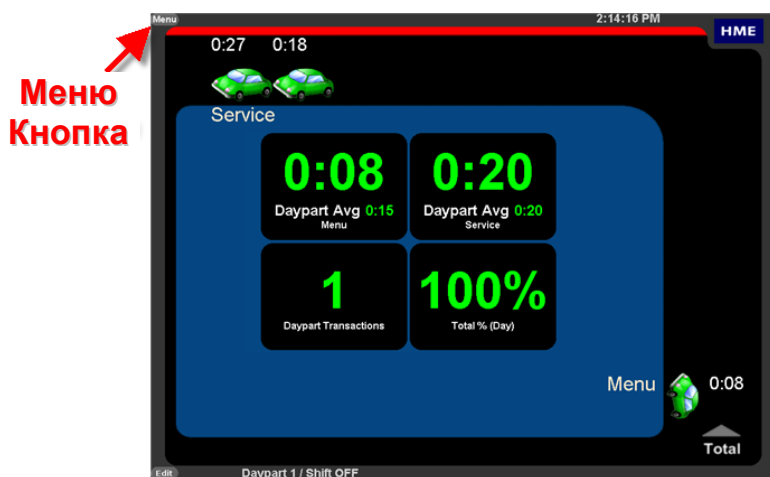 Menu
2:14:16 PM
HME
0:27 0:18
Меню
Кнопка
Service
0:08
Daypart Avg 0:15
Menu
0:20
Daypart Avg 0:20
Service
1
Daypart Transactions
100%
Total % (Day)
Menu 0:08
Total
Edit Daypart 1 / Shift OFF